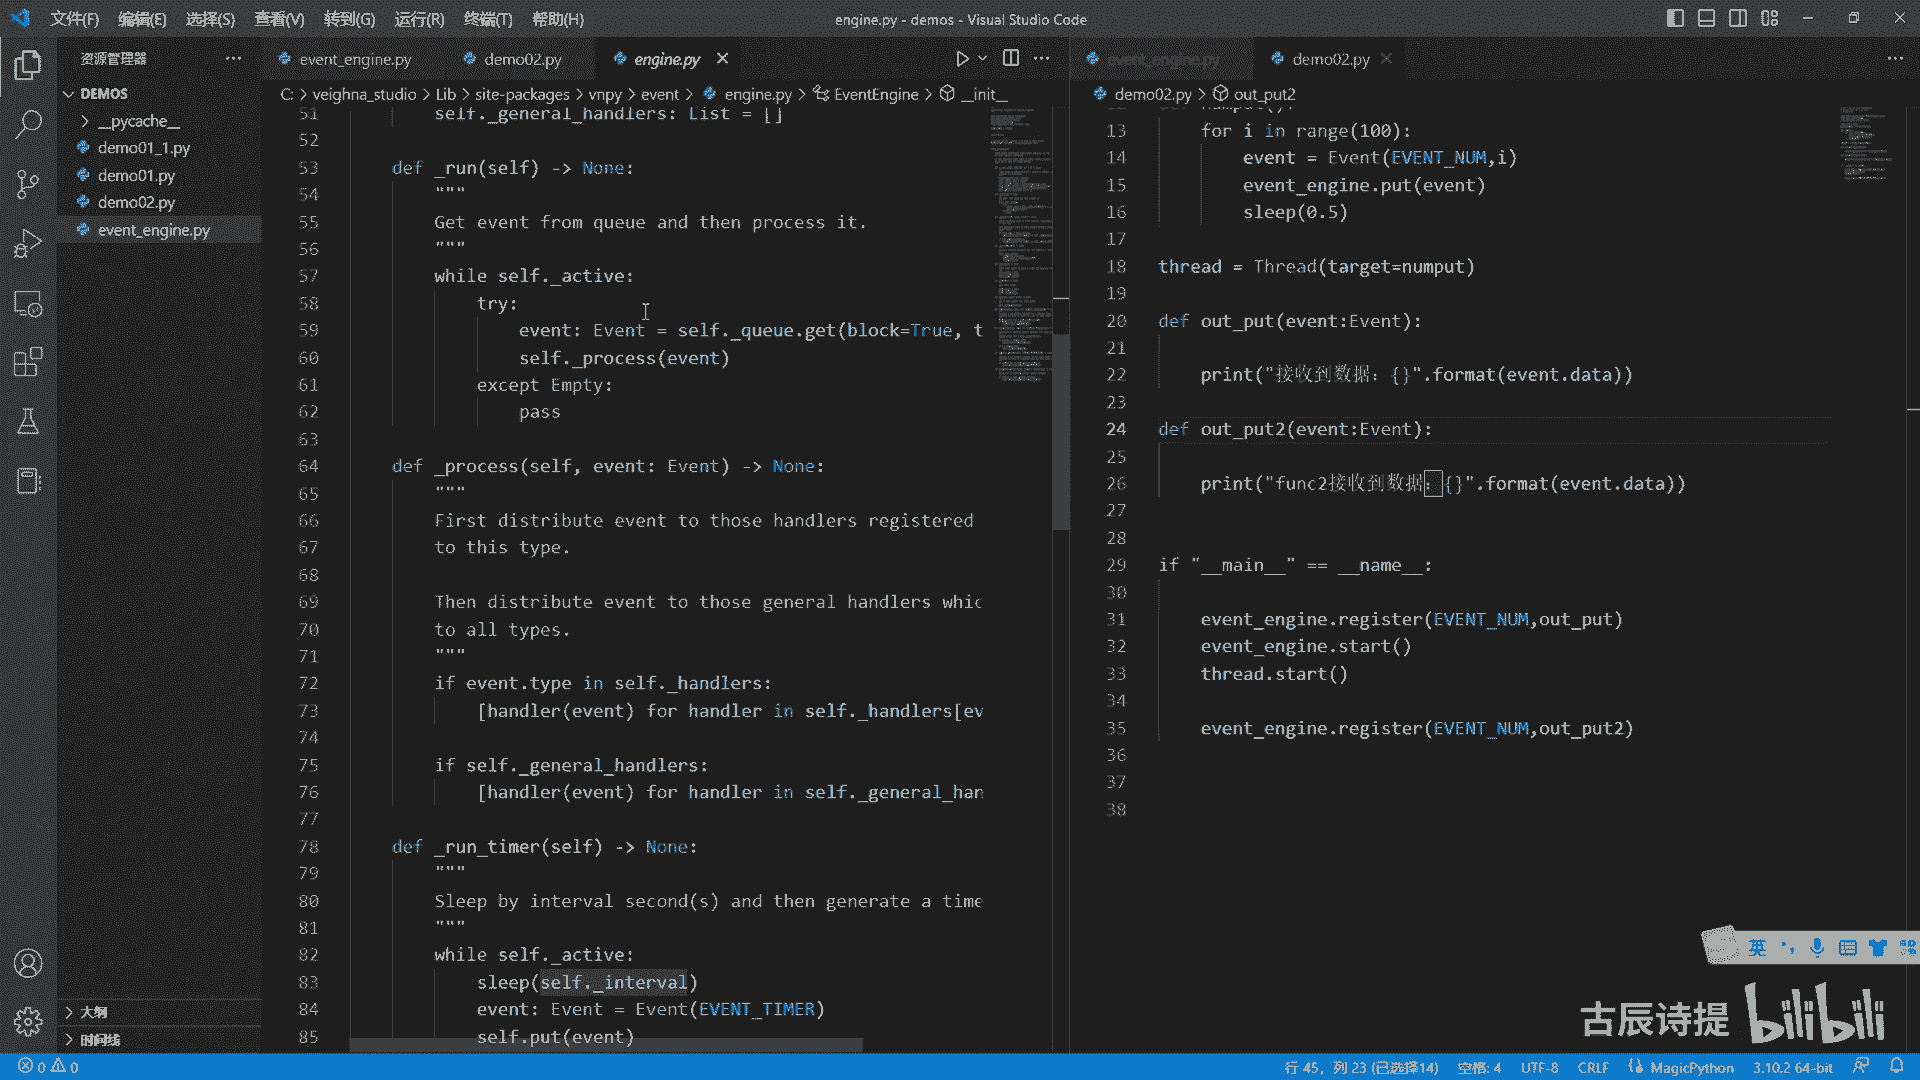 文件(F) 编辑(E) 选择(S) 查看(V) 转到(G) 运行(R) 终端(T) 帮助(H)
engine.py - demos - Visual Studio Code
资源管理器
DEMOS
__pycache__
demo01_1.py
demo01.py
demo02.py
event_engine.py
大纲
时间线
event_engine.py demo02.py engine.py
C: > veighna_studio > Lib > site-packages > vnpy > event > engine.py > EventEngine > __init__
51 self._general_handlers: List = []
52
53 def _run(self) -> None:
54 """
55 Get event from queue and then process it.
56 """
57 while self._active:
58 try:
59 event: Event = self._queue.get(block=True, t
60 self._process(event)
61 except Empty:
62 pass
63
64 def _process(self, event: Event) -> None:
65 """
66 First distribute event to those handlers registered
67 to this type.
68
69 Then distribute event to those general handlers whic
70 to all types.
71 """
72 if event.type in self._handlers:
73 [handler(event) for handler in self._handlers[ev
74
75 if self._general_handlers:
76 [handler(event) for handler in self._general_han
77
78 def _run_timer(self) -> None:
79 """
80 Sleep by interval second(s) and then generate a time
81 """
82 while self._active:
83 sleep(self._interval)
84 event: Event = Event(EVENT_TIMER)
85 self.put(event)
event_engine.py demo02.py
demo02.py > out_put2
13 for i in range(100):
14 event = Event(EVENT_NUM,i)
15 event_engine.put(event)
16 sleep(0.5)
17
18 thread = Thread(target=numput)
19
20 def out_put(event:Event):
21
22 print("接收到数据：{}".format(event.data))
23
24 def out_put2(event:Event):
25
26 print("func2接收到数据：{}".format(event.data))
27
28
29 if "__main__" == __name__:
30
31 event_engine.register(EVENT_NUM,out_put)
32 event_engine.start()
33 thread.start()
34
35 event_engine.register(EVENT_NUM,out_put2)
36
37
38
英
古辰诗提 bilibili
0 0
行 45，列 23 (已选择14) 空格: 4 UTF-8 CRLF MagicPython 3.10.2 64-bit